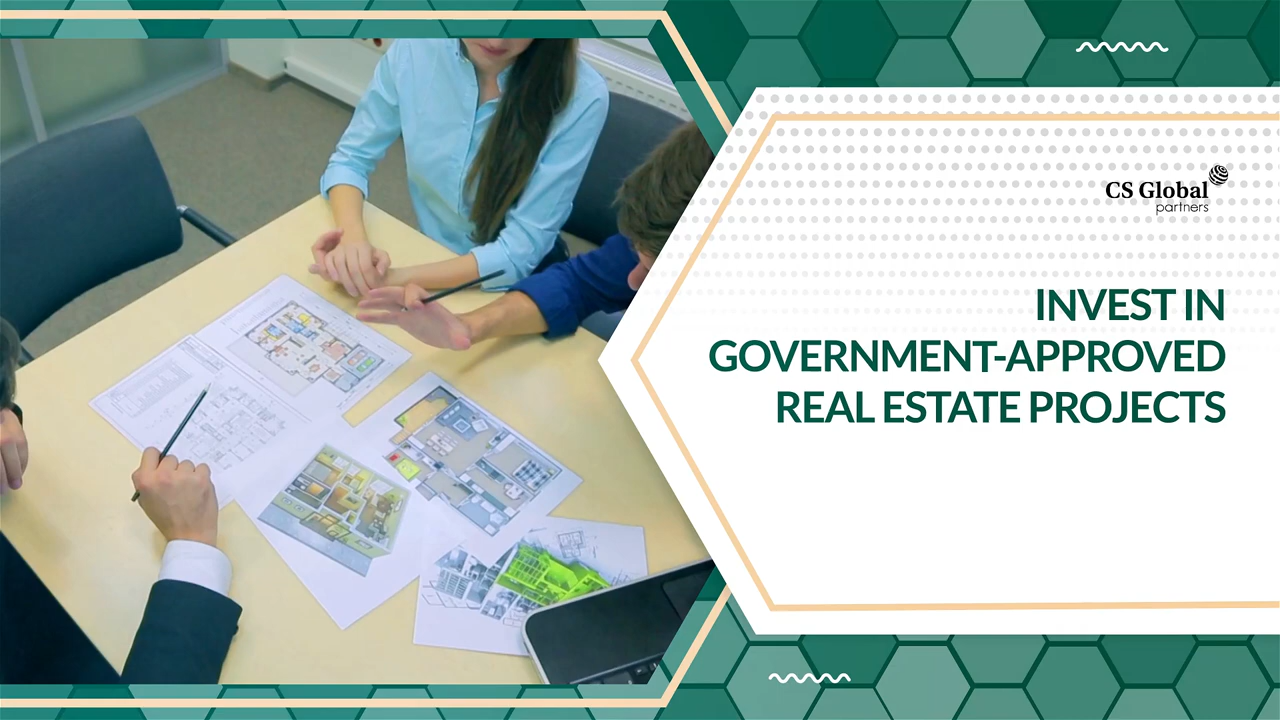 CS Global
partners
INVEST IN
GOVERNMENT-APPROVED
REAL ESTATE PROJECTS